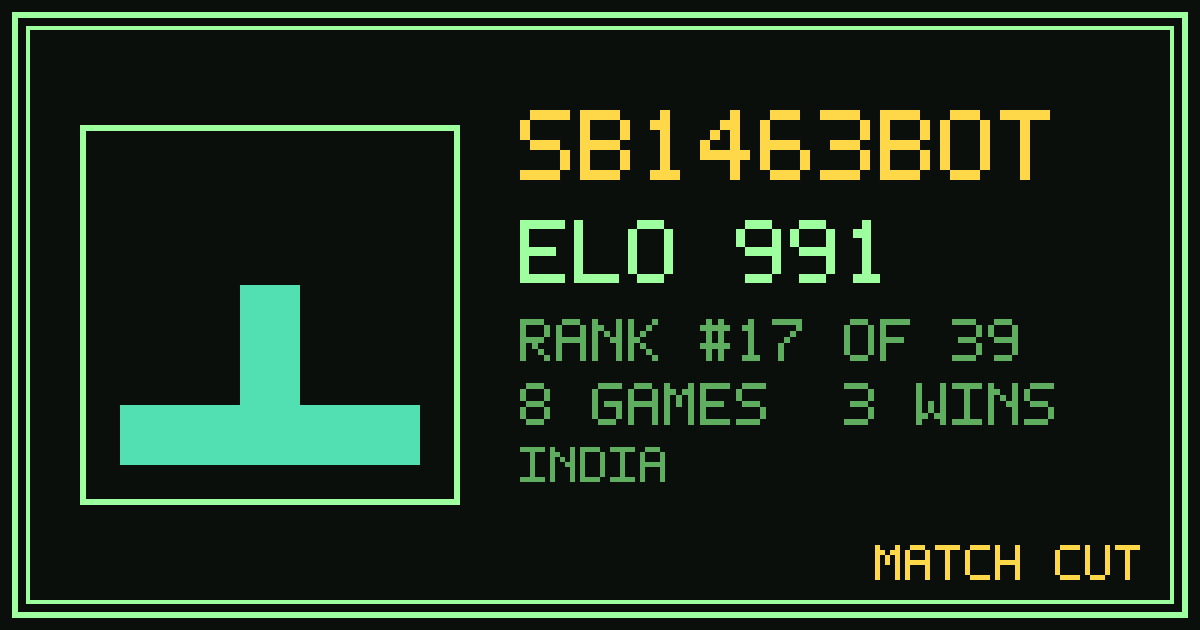 SB1463BOT
ELO 991
RANK #17 OF 39
8 GAMES  3 WINS
INDIA
MATCH CUT